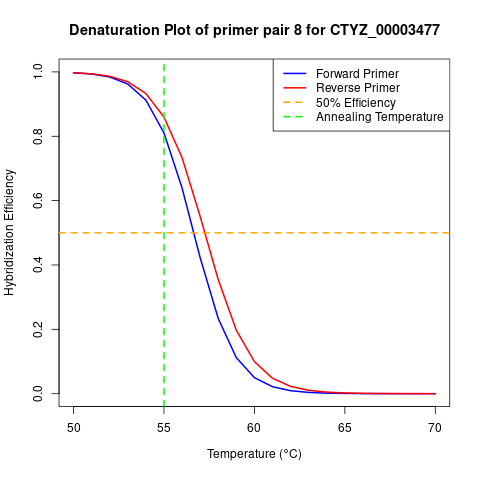 Denaturation Plot of primer pair 8 for CTYZ_00003477
Forward Primer
Reverse Primer
50% Efficiency
Annealing Temperature
Hybridization Efficiency
1.0
0.8
0.6
0.4
0.2
0.0
50
55
60
65
70
Temperature (°C)